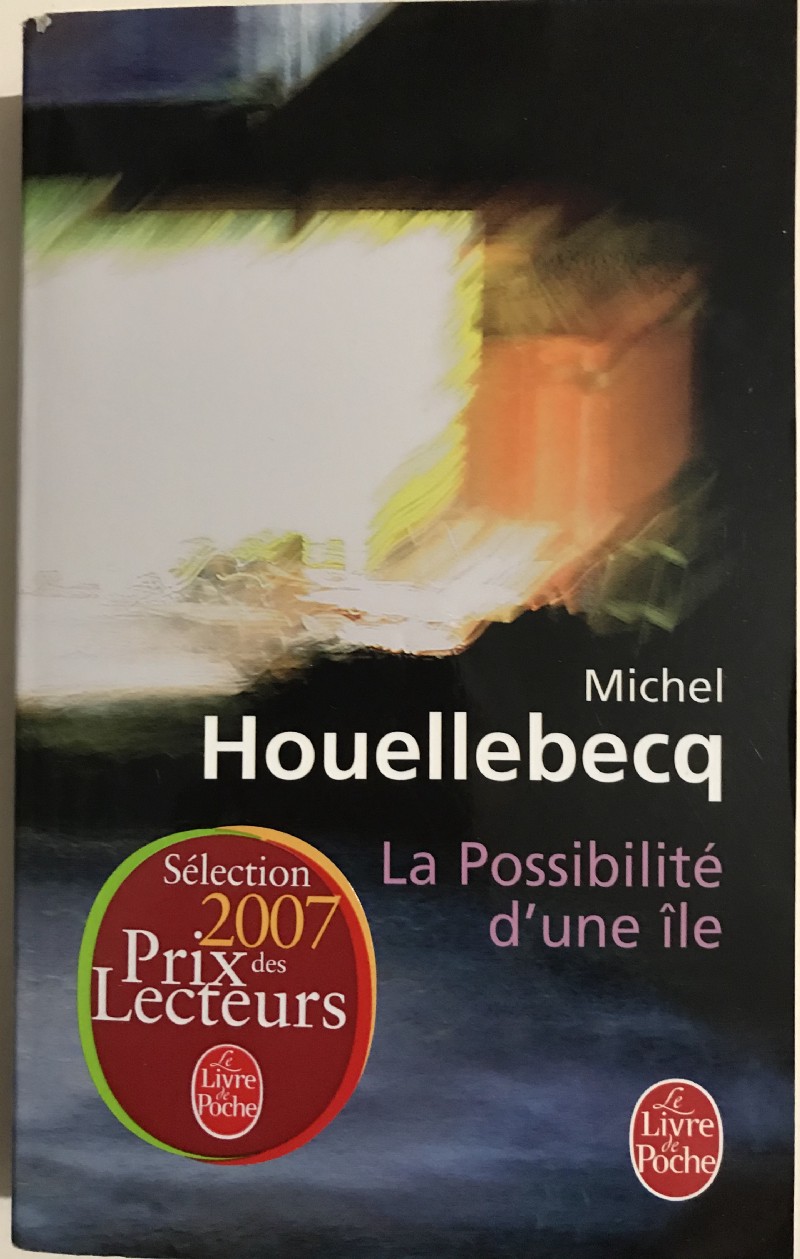 Michel
Houellebecq
La Possibilité
d'une île
Sélection
2007
Prix des
Lecteurs
Le
Livre
de
Poche
Le
Livre
de
Poche